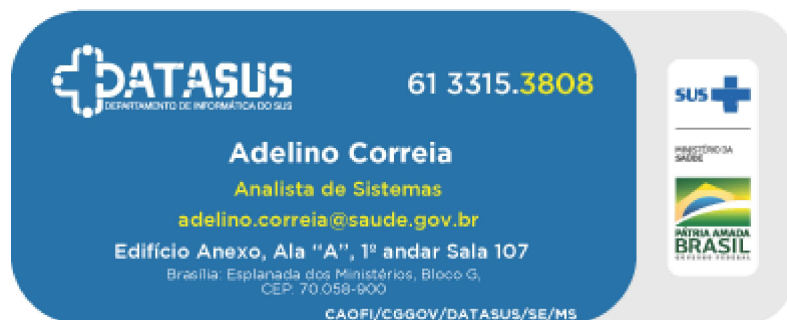 DATASUS
DEPARTAMENTO DE INFORMÁTICA DO SUS
61 3315.3808
Adelino Correia
Analista de Sistemas
adelino.correia@saude.gov.br
Edifício Anexo, Ala “A”, 1º andar Sala 107
Brasília: Esplanada dos Ministérios, Bloco G,
CEP: 70.058-900
CAOFI/CGGOV/DATASUS/SE/MS
SUS
MINISTÉRIO DA
SAÚDE
PÁTRIA AMADA
BRASIL
GOVERNO FEDERAL